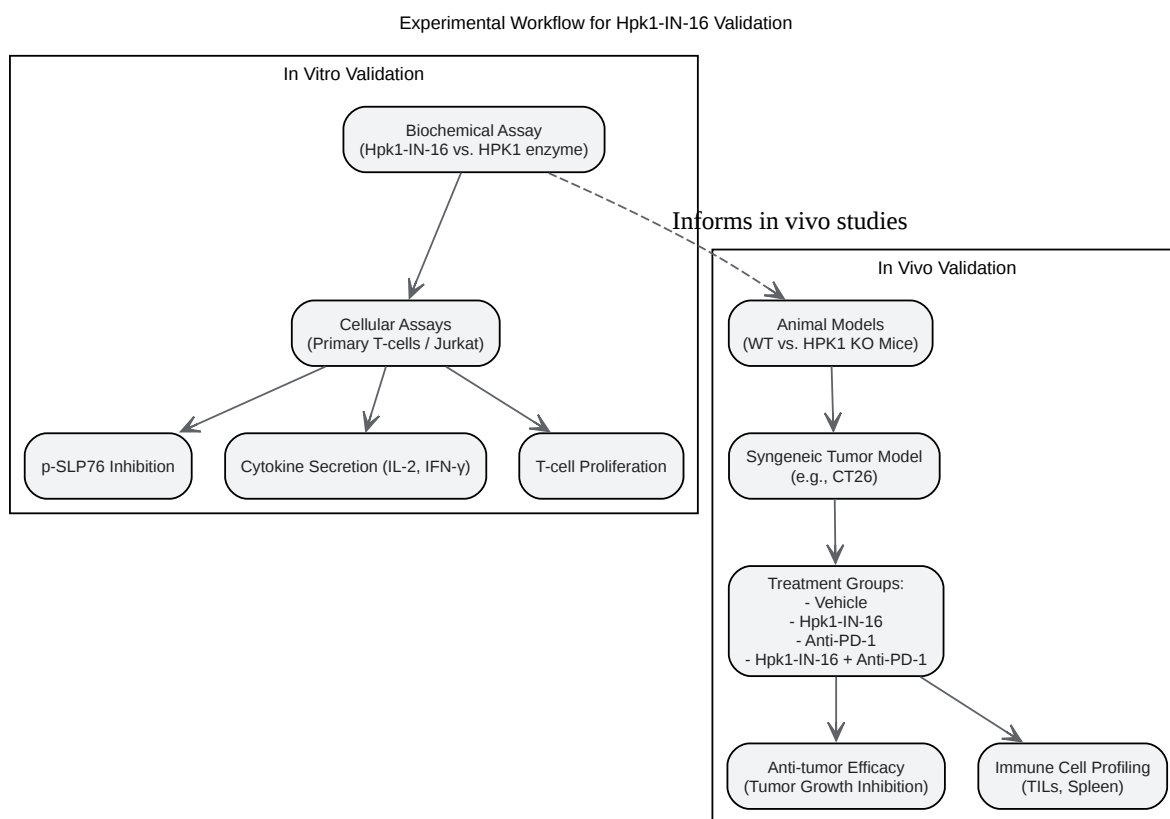 Experimental Workflow for Hpk1-IN-16 Validation
In Vitro Validation
Biochemical Assay
(Hpk1-IN-16 vs. HPK1 enzyme)
Informs in vivo studies
In Vivo Validation
Cellular Assays
(Primary T-cells / Jurkat)
Animal Models
(WT vs. HPK1 KO Mice)
p-SLP76 Inhibition
Cytokine Secretion (IL-2, IFN-γ)
T-cell Proliferation
Syngeneic Tumor Model
(e.g., CT26)
Treatment Groups:
- Vehicle
- Hpk1-IN-16
- Anti-PD-1
- Hpk1-IN-16 + Anti-PD-1
Anti-tumor Efficacy
(Tumor Growth Inhibition)
Immune Cell Profiling
(TILs, Spleen)